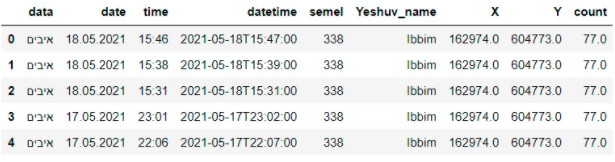 data date time datetime semel Yeshuv_name X Y count
0 איבים 18.05.2021 15:46 2021-05-18T15:47:00 338 Ibbim 162974.0 604773.0 77.0
1 איבים 18.05.2021 15:38 2021-05-18T15:39:00 338 Ibbim 162974.0 604773.0 77.0
2 איבים 18.05.2021 15:31 2021-05-18T15:31:00 338 Ibbim 162974.0 604773.0 77.0
3 איבים 17.05.2021 23:01 2021-05-17T23:02:00 338 Ibbim 162974.0 604773.0 77.0
4 איבים 17.05.2021 22:06 2021-05-17T22:07:00 338 Ibbim 162974.0 604773.0 77.0